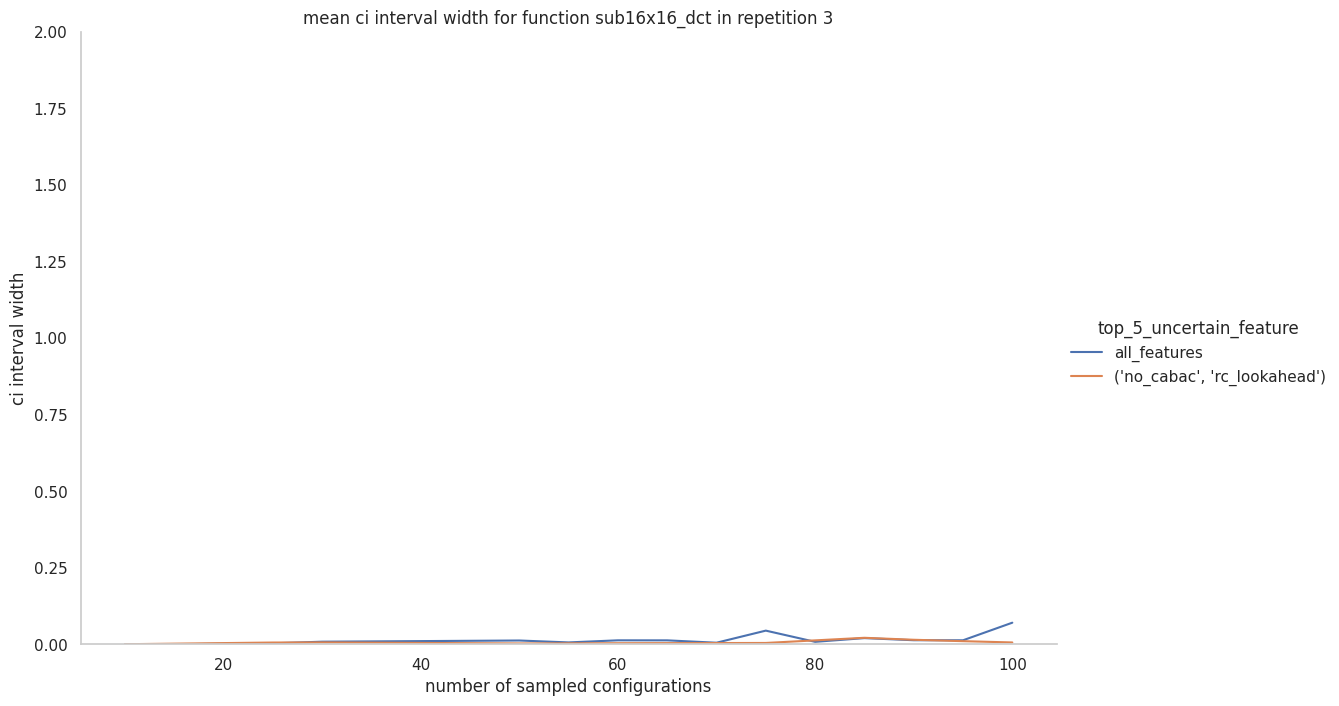 mean ci interval width for function sub16x16_dct in repetition 3
2.00
1.75
1.50
1.25
1.00
0.75
0.50
0.25
0.00
ci interval width
20
40
60
80
100
number of sampled configurations
top_5_uncertain_feature
all_features
('no_cabac', 'rc_lookahead')